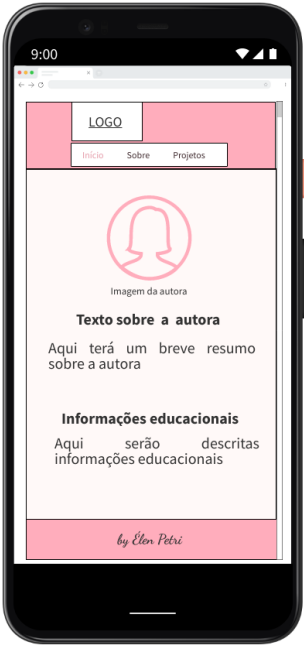 9:00
LOGO
Início Sobre Projetos
Imagem da autora
Texto sobre a autora
Aqui terá um breve resumo
sobre a autora
Informações educacionais
Aqui serão descritas
informações educacionais
by Élen Petri